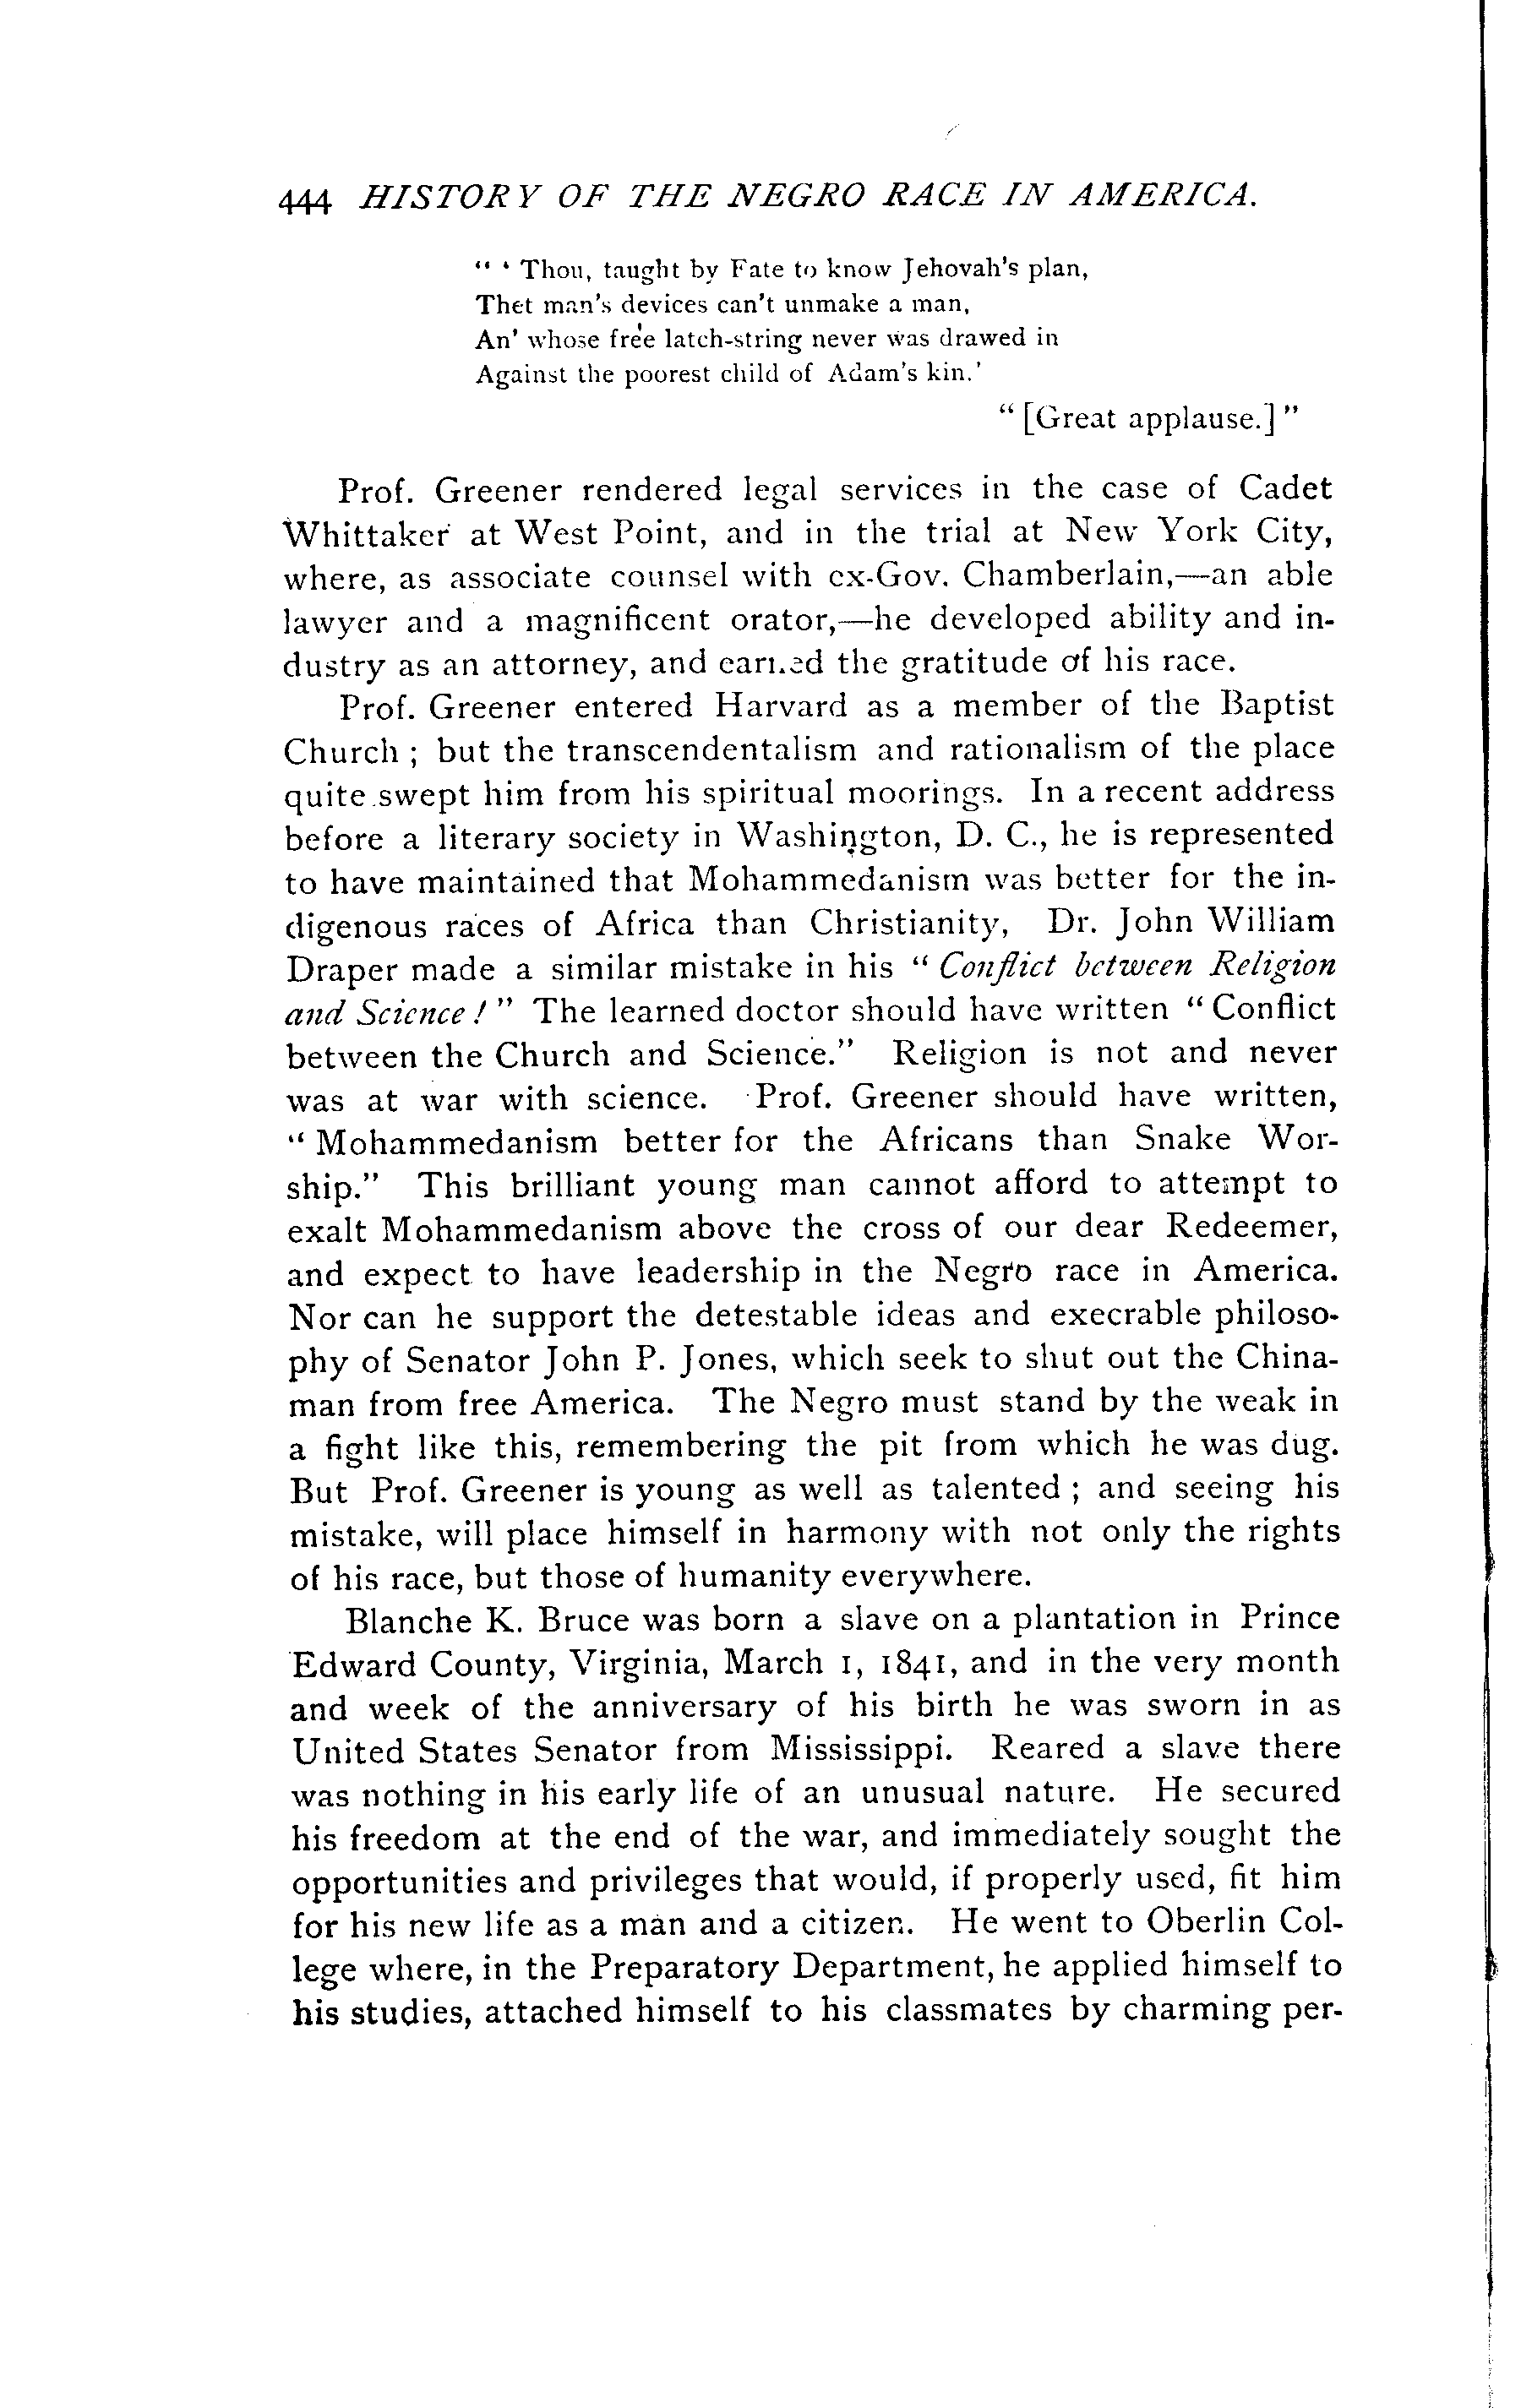 444 HISTORY OF THE NEGRO RACE IN AMERICA.
" ' Thou, taught by Fate to know Jehovah's plan,
Thet man's devices can't unmake a man,
An' whose free latch-string never was drawed in
Against the poorest child of Adam's kin.'
" [Great applause.] "
Prof. Greener rendered legal services in the case of Cadet
Whittaker at West Point, and in the trial at New York City,
where, as associate counsel with ex-Gov. Chamberlain,—an able
lawyer and a magnificent orator,—he developed ability and in-
dustry as an attorney, and earned the gratitude of his race.
Prof. Greener entered Harvard as a member of the Baptist
Church ; but the transcendentalism and rationalism of the place
quite swept him from his spiritual moorings. In a recent address
before a literary society in Washington, D. C., he is represented
to have maintained that Mohammedanism was better for the in-
digenous races of Africa than Christianity, Dr. John William
Draper made a similar mistake in his " Conflict between Religion
and Science ! " The learned doctor should have written " Conflict
between the Church and Science." Religion is not and never
was at war with science. Prof. Greener should have written,
" Mohammedanism better for the Africans than Snake Wor-
ship." This brilliant young man cannot afford to attempt to
exalt Mohammedanism above the cross of our dear Redeemer,
and expect to have leadership in the Negro race in America.
Nor can he support the detestable ideas and execrable philoso-
phy of Senator John P. Jones, which seek to shut out the China-
man from free America. The Negro must stand by the weak in
a fight like this, remembering the pit from which he was dug.
But Prof. Greener is young as well as talented ; and seeing his
mistake, will place himself in harmony with not only the rights
of his race, but those of humanity everywhere.
Blanche K. Bruce was born a slave on a plantation in Prince
Edward County, Virginia, March 1, 1841, and in the very month
and week of the anniversary of his birth he was sworn in as
United States Senator from Mississippi. Reared a slave there
was nothing in his early life of an unusual nature. He secured
his freedom at the end of the war, and immediately sought the
opportunities and privileges that would, if properly used, fit him
for his new life as a man and a citizen. He went to Oberlin Col-
lege where, in the Preparatory Department, he applied himself to
his studies, attached himself to his classmates by charming per-